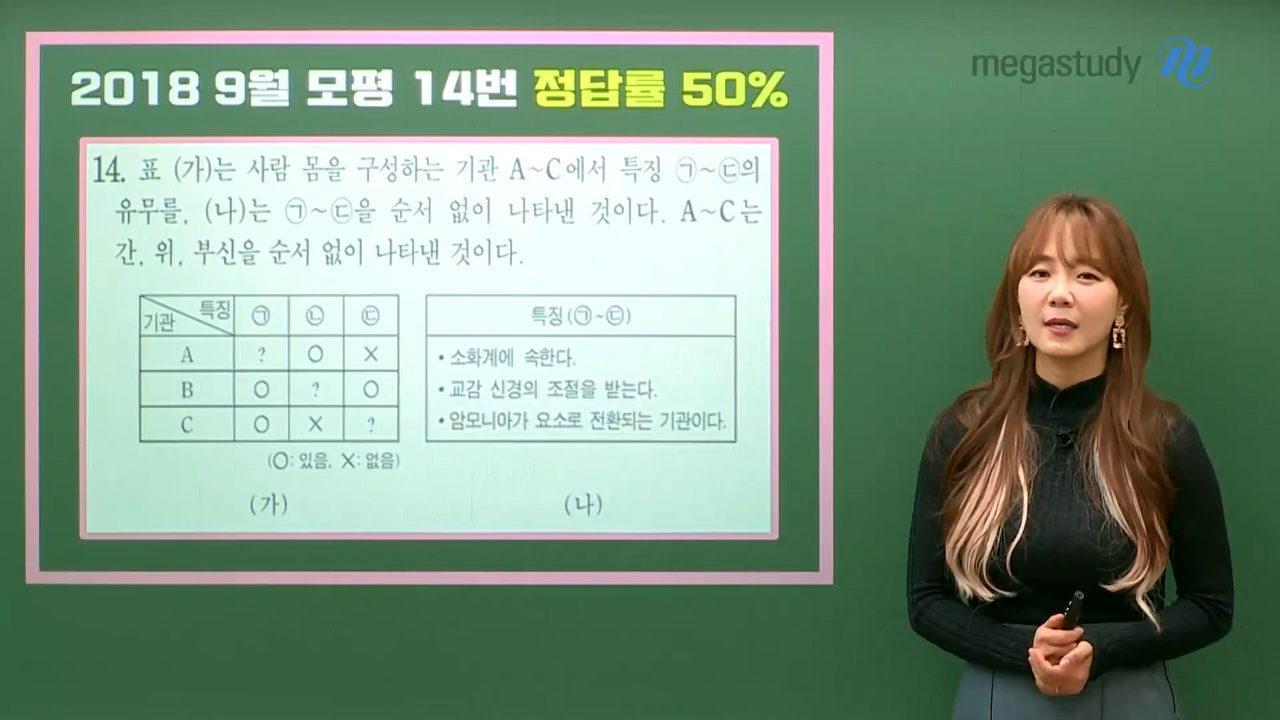 megastudy
2018 9월 모평 14번 정답률 50%
14. 표 (가)는 사람 몸을 구성하는 기관 A~C에서 특징 ㉠~㉢의
유무를, (나)는 ㉠~㉢을 순서 없이 나타낸 것이다. A~C는
간, 위, 부신을 순서 없이 나타낸 것이다.
특징
기관 ㉠ ㉡ ㉢
A ? ○ ×
B ○ ? ○
C ○ × ?
(○: 있음, ×: 없음)
(가)
특징(㉠~㉢)
• 소화계에 속한다.
• 교감 신경의 조절을 받는다.
• 암모니아가 요소로 전환되는 기관이다.
(나)